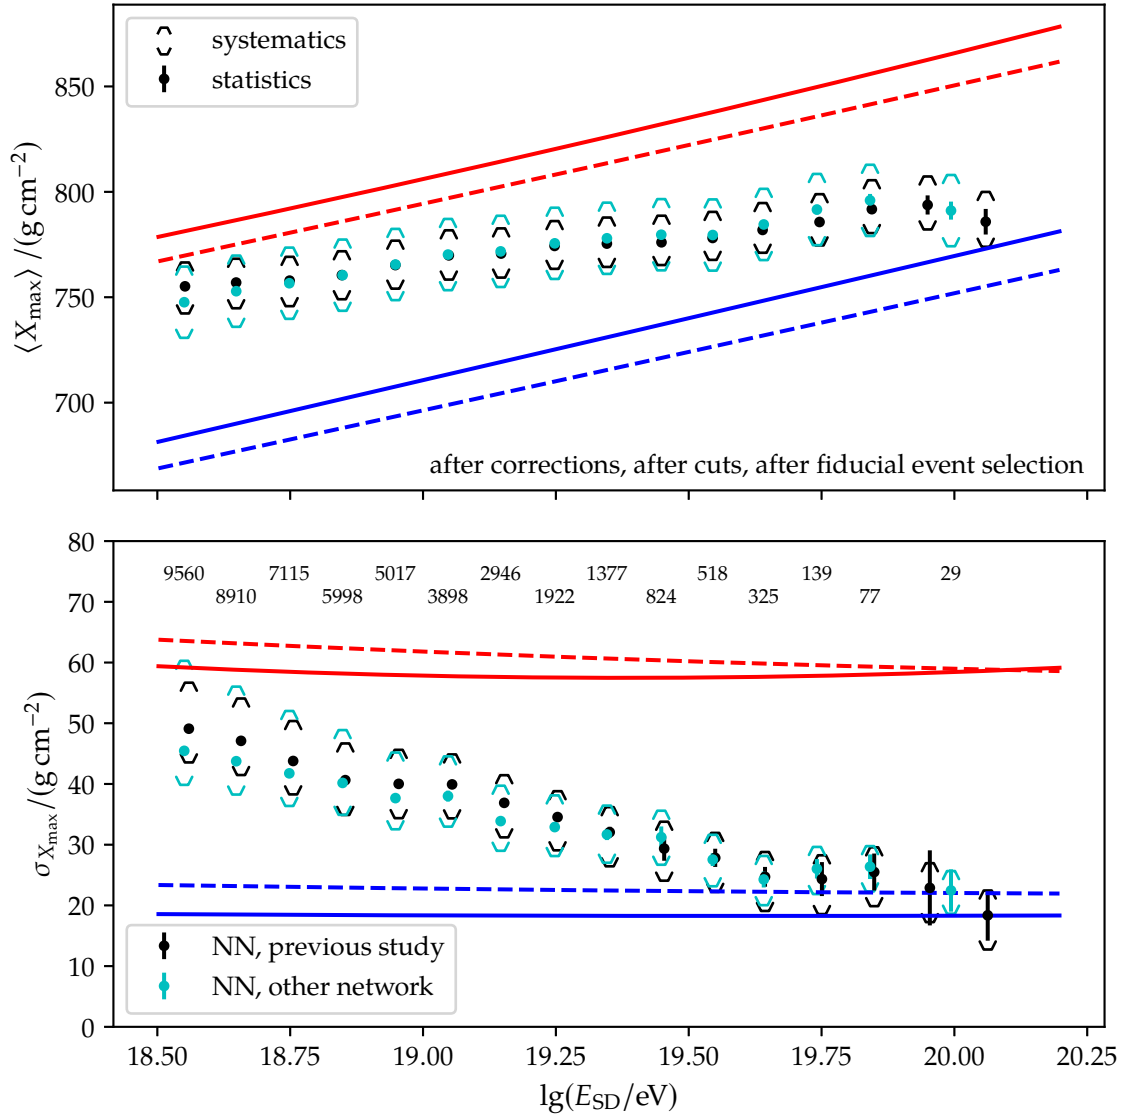 systematics
statistics
850
800
750
700
⟨X_max⟩ /(g cm⁻²)
after corrections, after cuts, after fiducial event selection
80
70
60
50
40
30
20
10
0
σ_Xmax /(g cm⁻²)
9560 7115 5017 2946 1377 518 139 29
8910 5998 3898 1922 824 325 77
NN, previous study
NN, other network
18.50 18.75 19.00 19.25 19.50 19.75 20.00 20.25
lg(E_SD/eV)